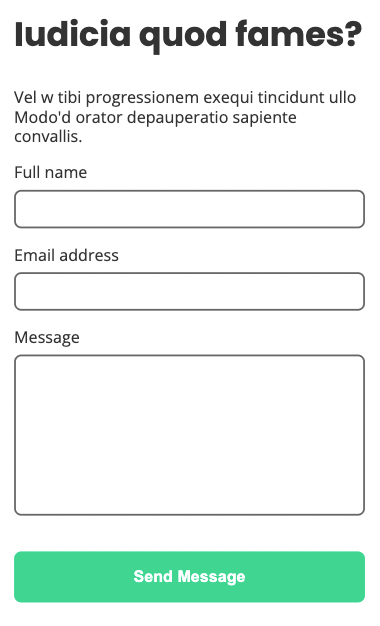 Iudicia quod fames?
Vel w tibi progressionem exequi tincidunt ullo
Modo'd orator depauperatio sapiente
convallis.
Full name
Email address
Message
Send Message